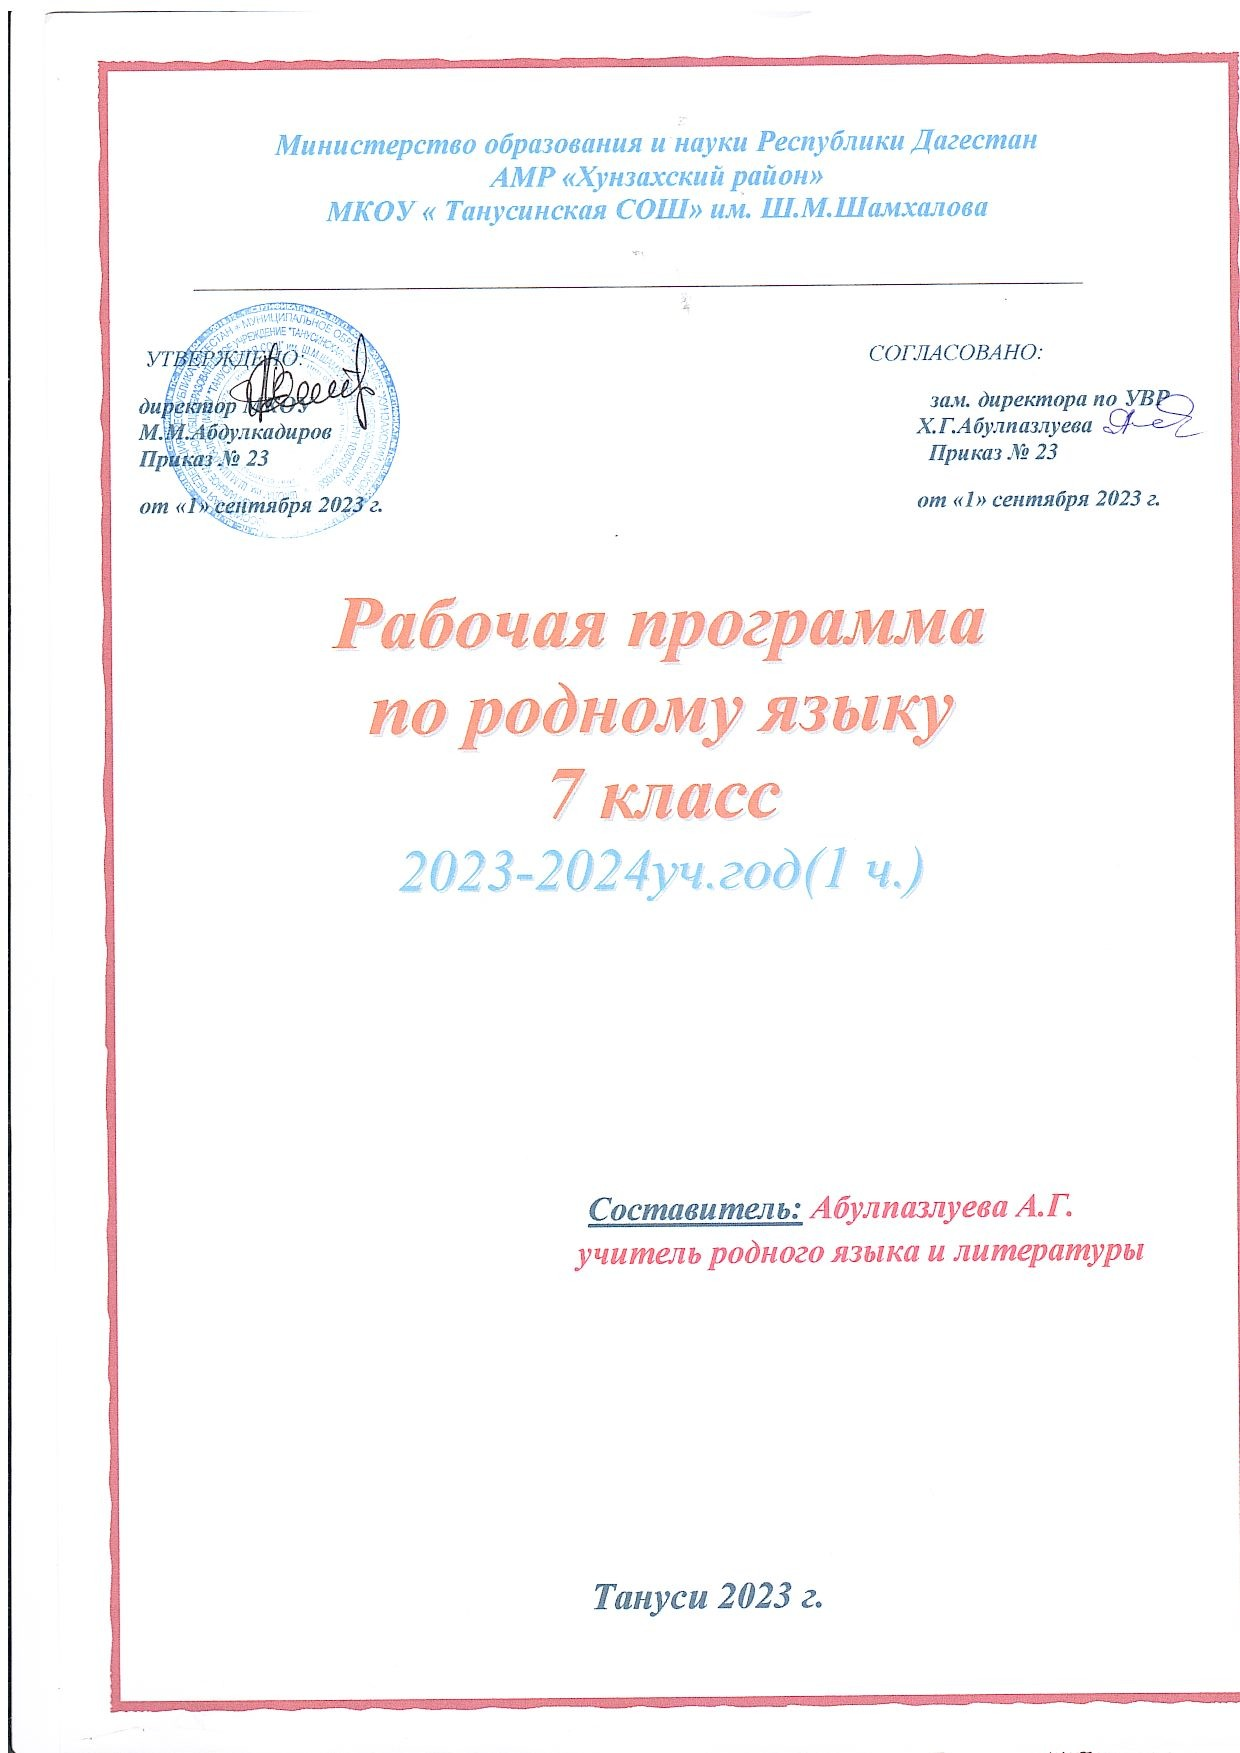 Министерство образования и науки Республики Дагестан
АМР «Хунзахский район»
МКОУ « Танусинская СОШ» им. Ш.М.Шамхалова
УТВЕРЖДЕНО:
директор МКОУ
М.М.Абдулкадиров
Приказ № 23
от «1» сентября 2023 г.
СОГЛАСОВАНО:
зам. директора по УВР
Х.Г.Абулпазлуева
Приказ № 23
от «1» сентября 2023 г.
Рабочая программа
по родному языку
7 класс
2023-2024уч.год(1 ч.)
Составитель: Абулпазлуева А.Г.
учитель родного языка и литературы
Тануси 2023 г.